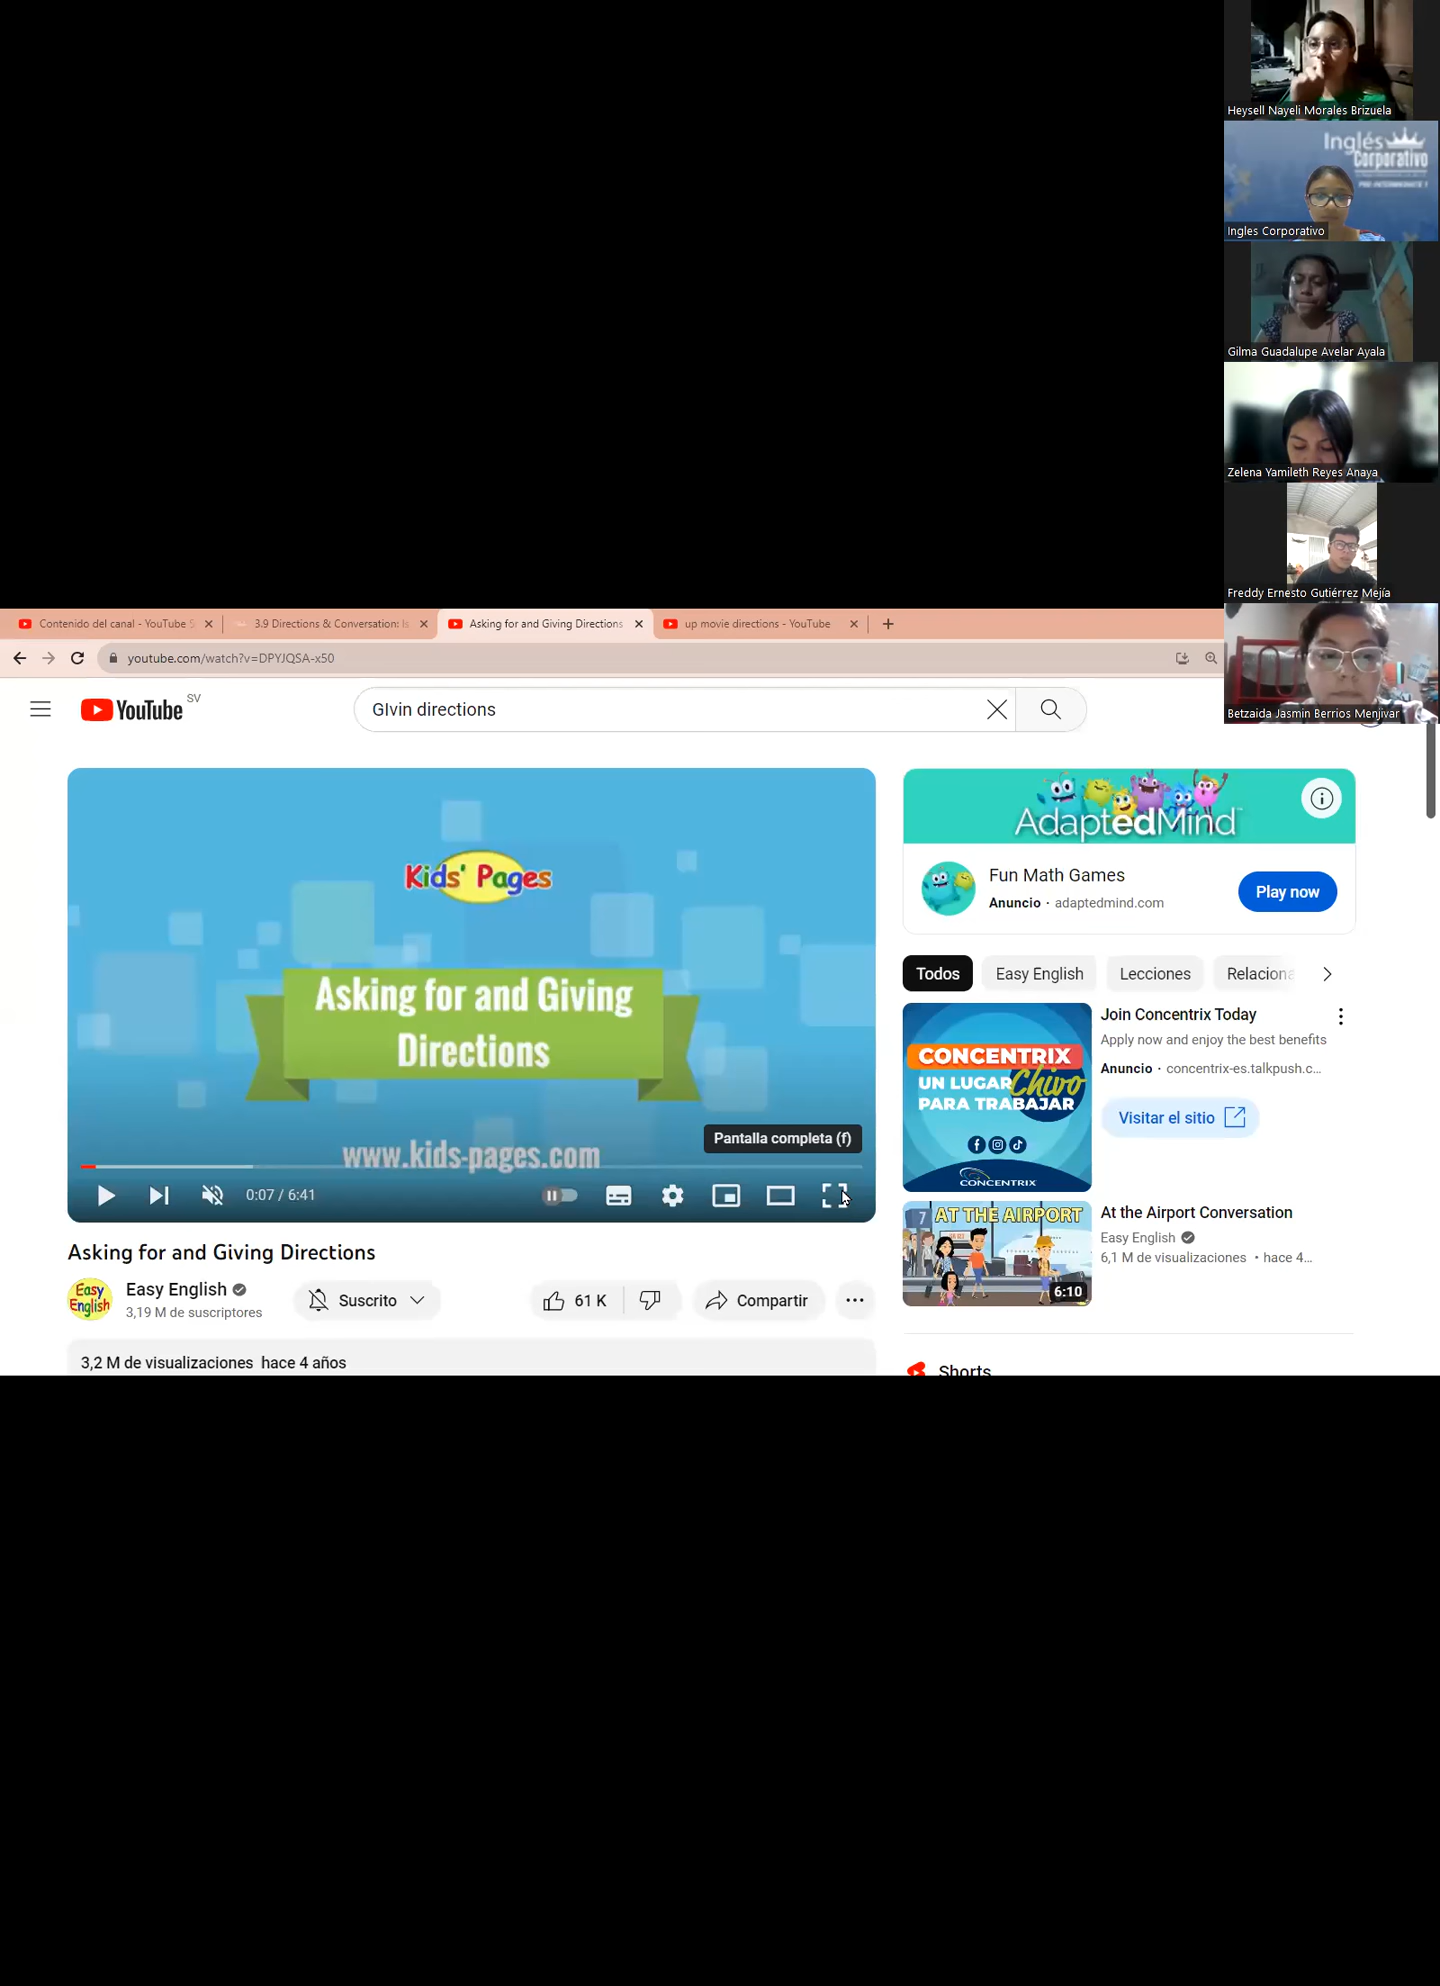 Heysell Nayeli Morales Brizuela
Inglés
Corporativo
PRE-INTERMEDIATE 1
Ingles Corporativo
Gilma Guadalupe Avelar Ayala
Zelena Yamileth Reyes Anaya
Freddy Ernesto Gutiérrez Mejía
Betzaida Jasmin Berrios Menjivar
Contenido del canal - YouTube S
3.9 Directions & Conversation: Is
Asking for and Giving Directions
up movie directions - YouTube
youtube.com/watch?v=DPYJQSA-x50
YouTube SV
GIvin directions
Kids' Pages
Asking for and Giving
Directions
Pantalla completa (f)
www.kids-pages.com
0:07 / 6:41
Asking for and Giving Directions
Easy English
Easy English
3,19 M de suscriptores
Suscrito
61 K
Compartir
3,2 M de visualizaciones hace 4 años
AdaptedMind
Fun Math Games
Anuncio · adaptedmind.com
Play now
Todos
Easy English
Lecciones
Relaciona
CONCENTRIX
UN LUGAR Chivo
PARA TRABAJAR
CONCENTRIX
Join Concentrix Today
Apply now and enjoy the best benefits
Anuncio · concentrix-es.talkpush.c...
Visitar el sitio
7 AT THE AIRPORT
6:10
At the Airport Conversation
Easy English
6,1 M de visualizaciones • hace 4...
Shorts